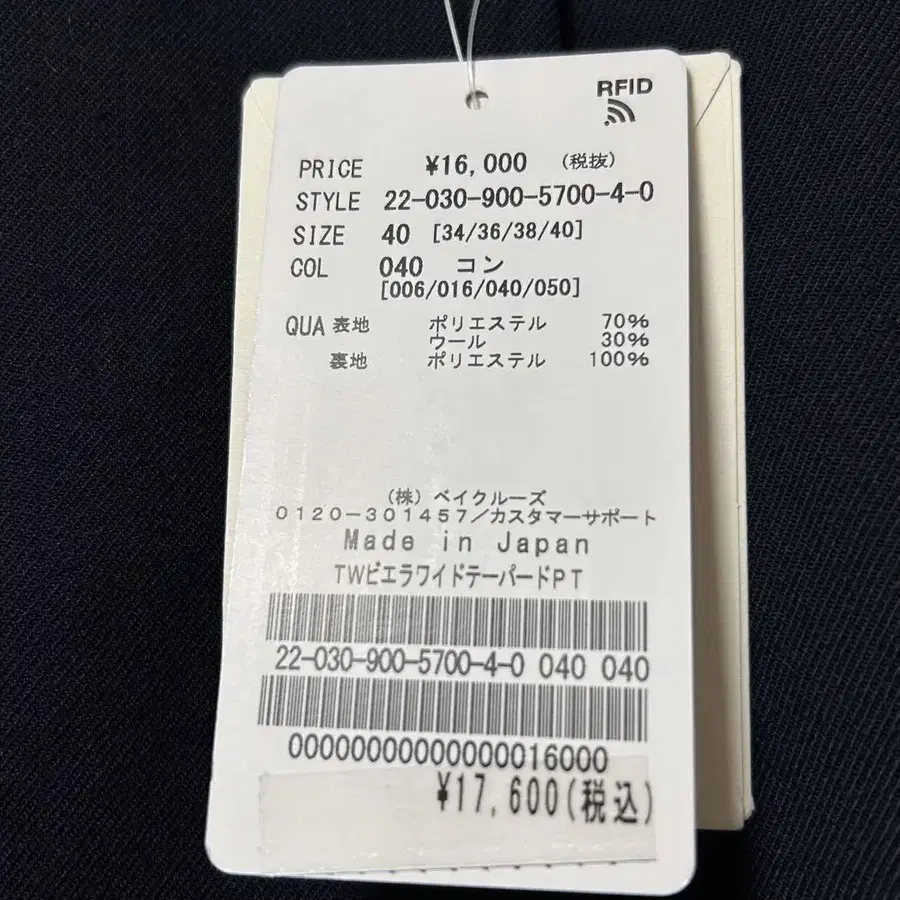 RFID
PRICE ¥16,000 (税抜)
STYLE 22-030-900-5700-4-0
SIZE 40 [34/36/38/40]
COL 040 コン
[006/016/040/050]
QUA 表地 ポリエステル 70%
ウール 30%
裏地 ポリエステル 100%
(株)ベイクルーズ
0120-301457/カスタマーサポート
Made in Japan
TWビエラワイドテーパードPT
22-030-900-5700-4-0 040 040
00000000000000016000
¥17,600(税込)